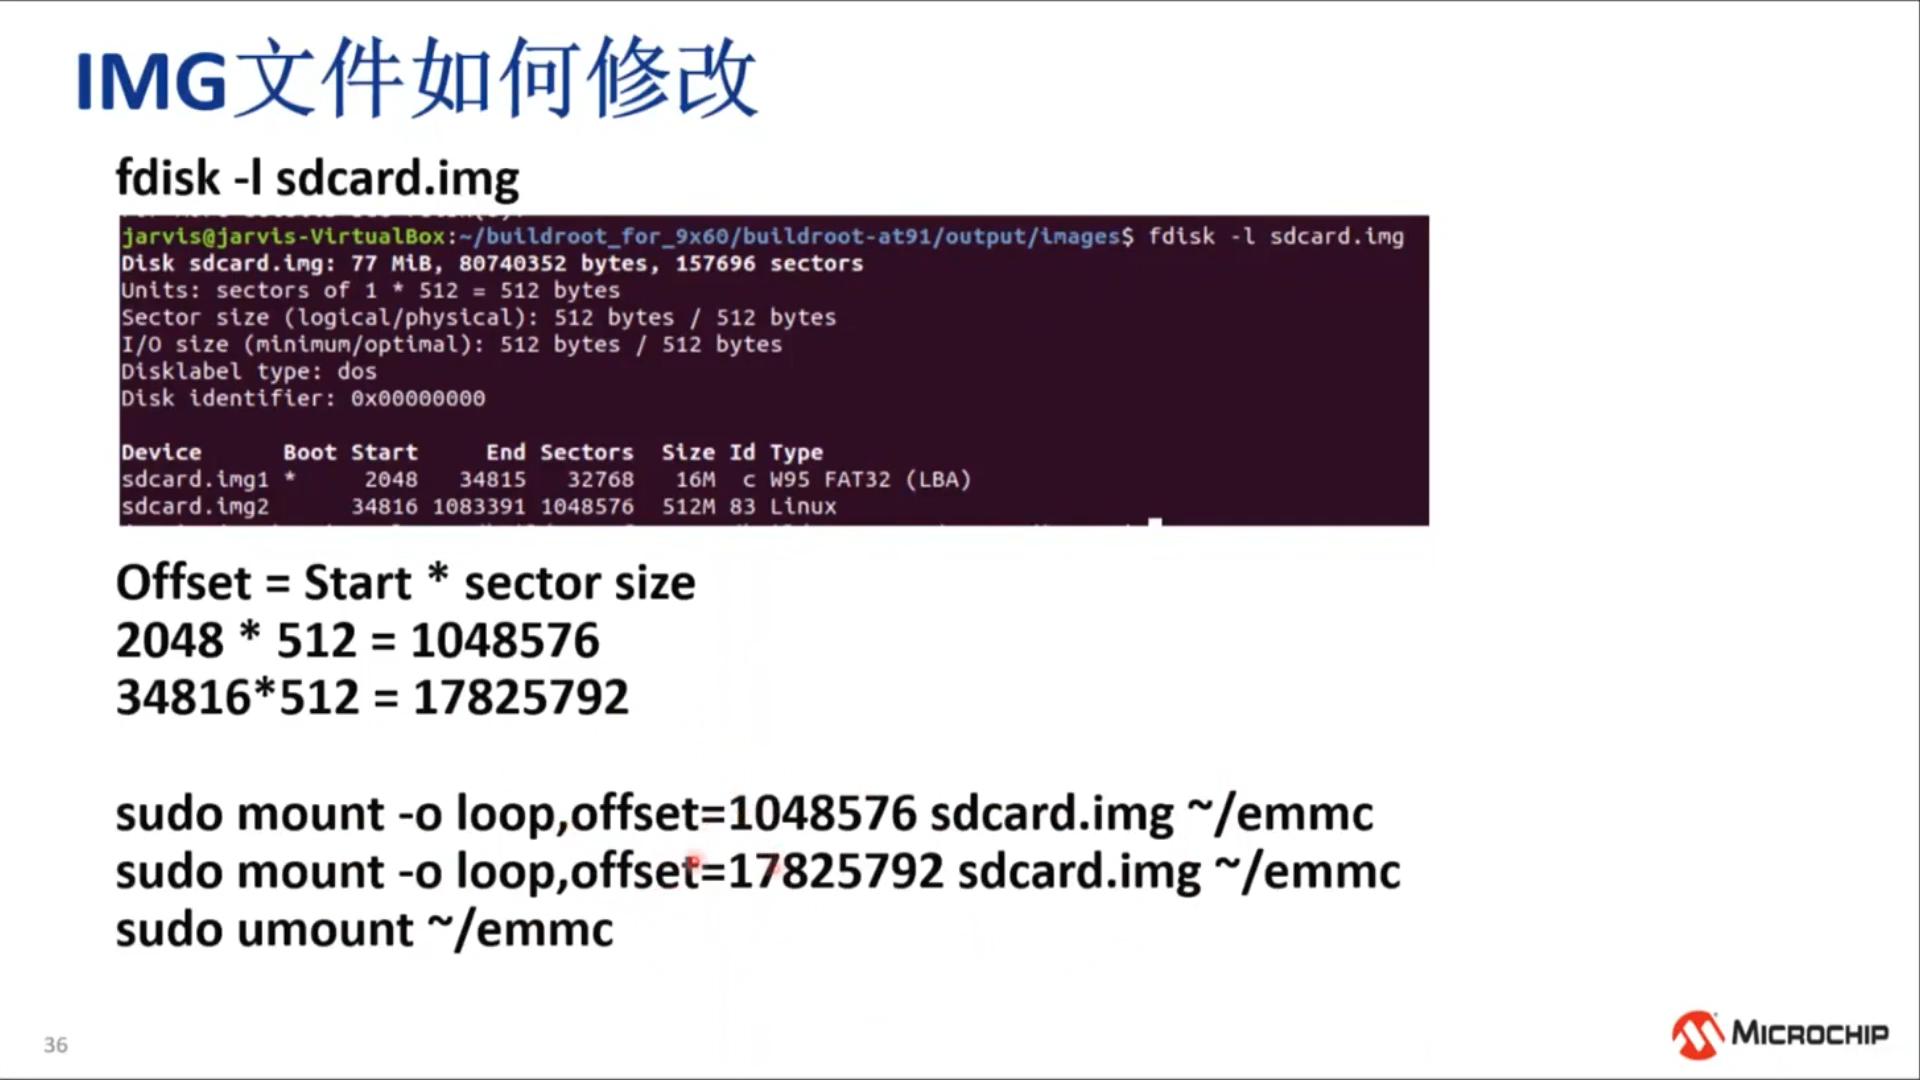 IMG文件如何修改
fdisk -l sdcard.img
jarvis@jarvis-VirtualBox:~/buildroot_for_9x60/buildroot-at91/output/images$ fdisk -l sdcard.img
Disk sdcard.img: 77 MiB, 80740352 bytes, 157696 sectors
Units: sectors of 1 * 512 = 512 bytes
Sector size (logical/physical): 512 bytes / 512 bytes
I/O size (minimum/optimal): 512 bytes / 512 bytes
Disklabel type: dos
Disk identifier: 0x00000000
Device Boot Start End Sectors Size Id Type
sdcard.img1 * 2048 34815 32768 16M c W95 FAT32 (LBA)
sdcard.img2 34816 1083391 1048576 512M 83 Linux
Offset = Start * sector size
2048 * 512 = 1048576
34816*512 = 17825792
sudo mount -o loop,offset=1048576 sdcard.img ~/emmc
sudo mount -o loop,offset=17825792 sdcard.img ~/emmc
sudo umount ~/emmc
36
MICROCHIP